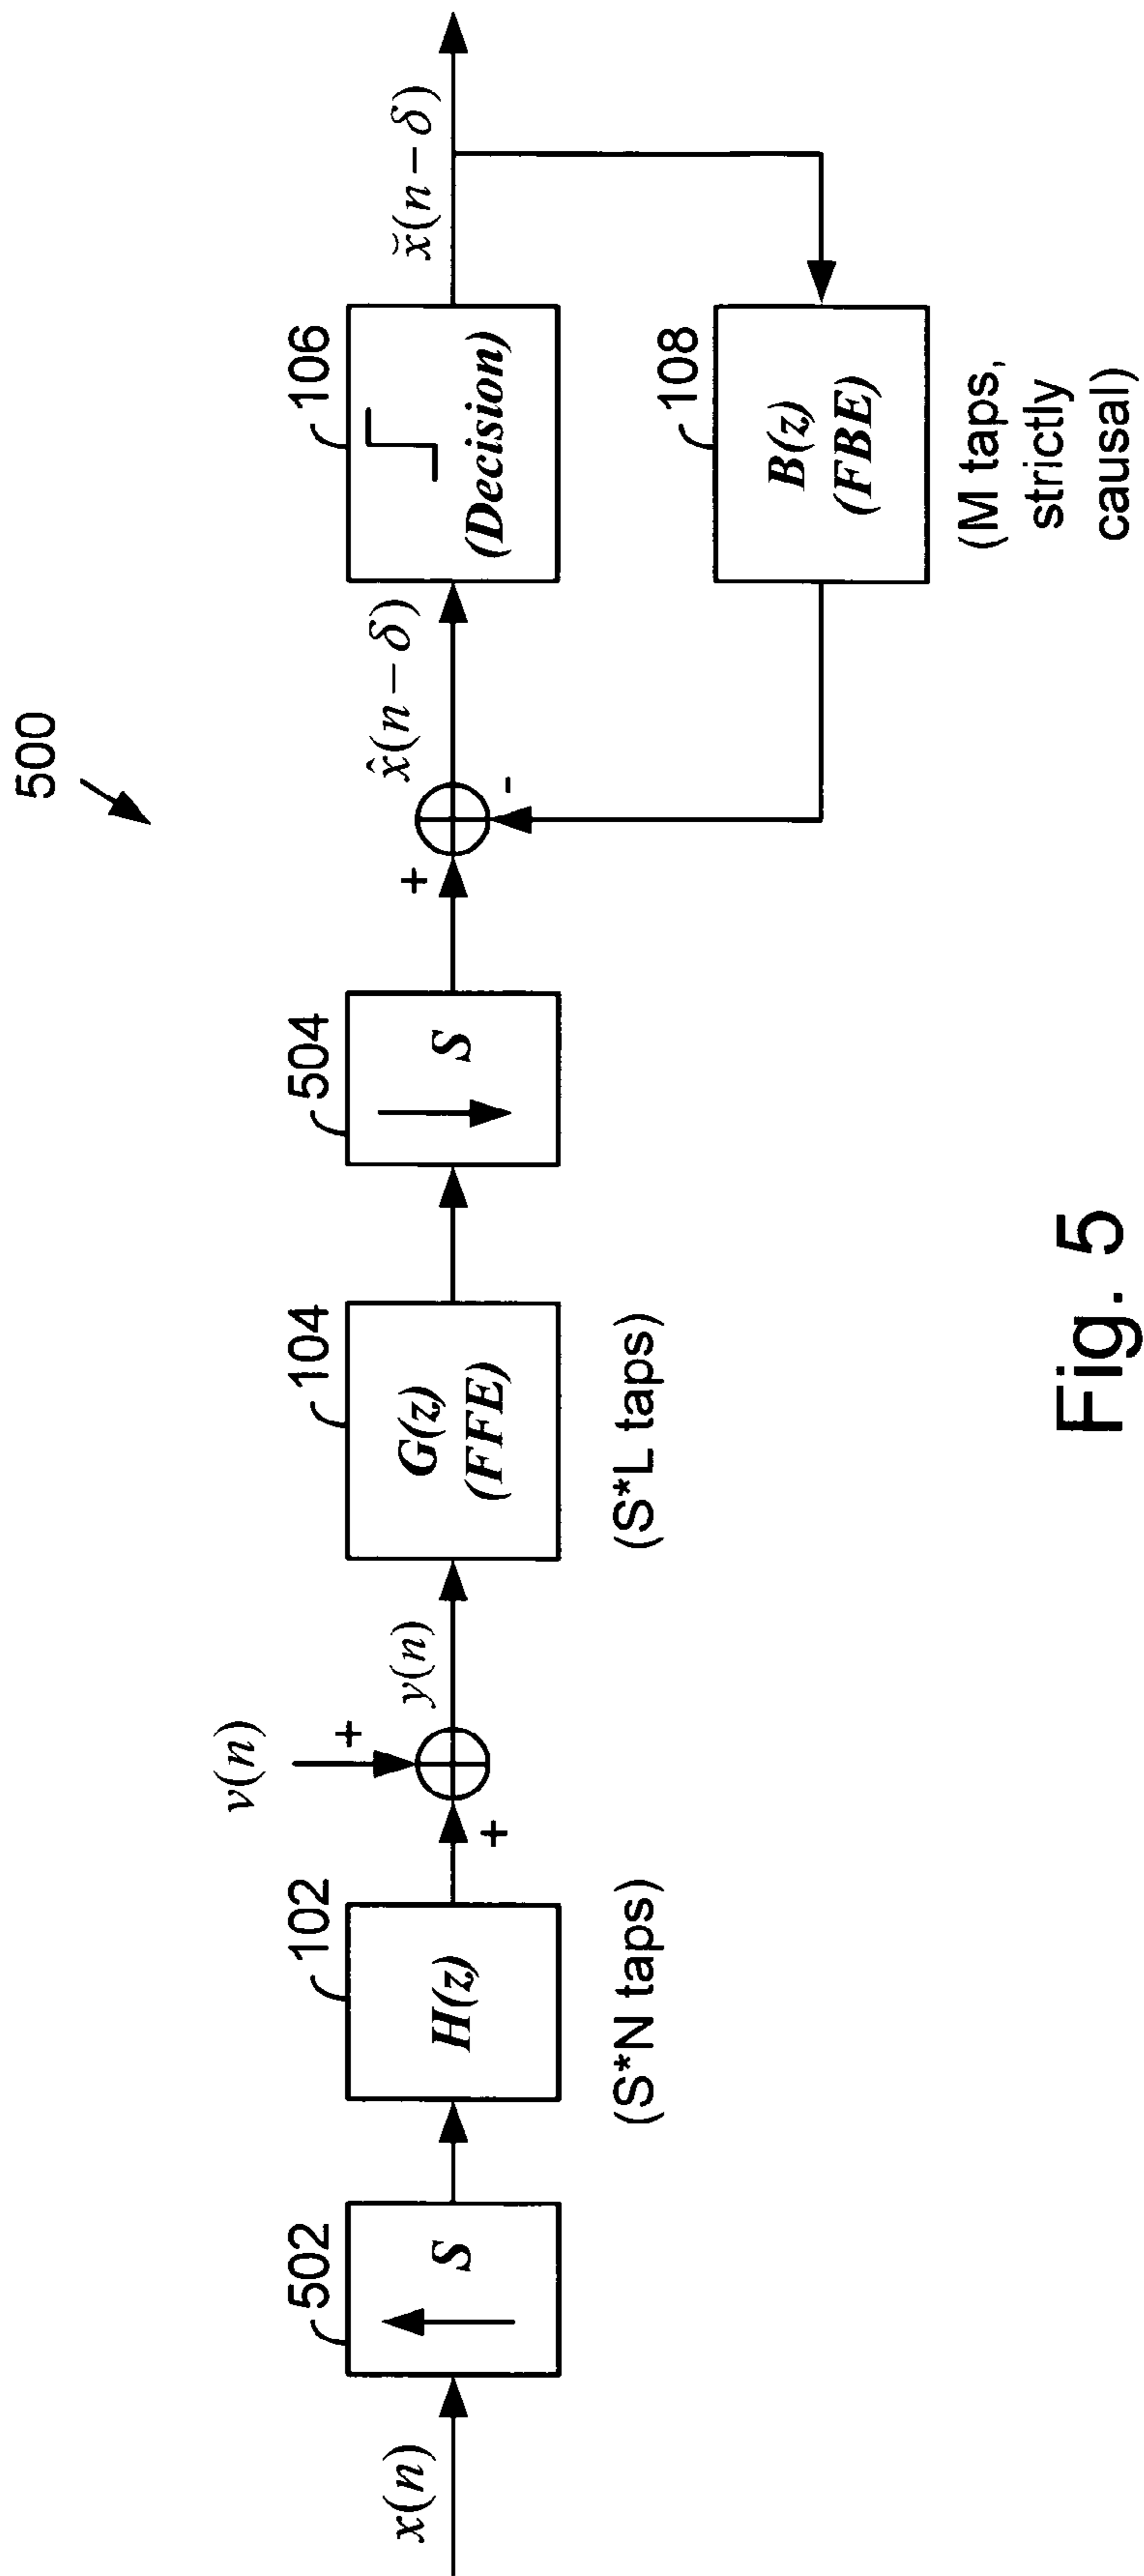 500
x(n)
502
↑ S
102
H(z)
(S*N taps)
v(n)
+
+
y(n)
104
G(z)
(FFE)
(S*L taps)
504
↓ S
+
-
x̂(n − δ)
106
(Decision)
x̆(n − δ)
108
B(z)
(FBE)
(M taps,
strictly
causal)
Fig. 5